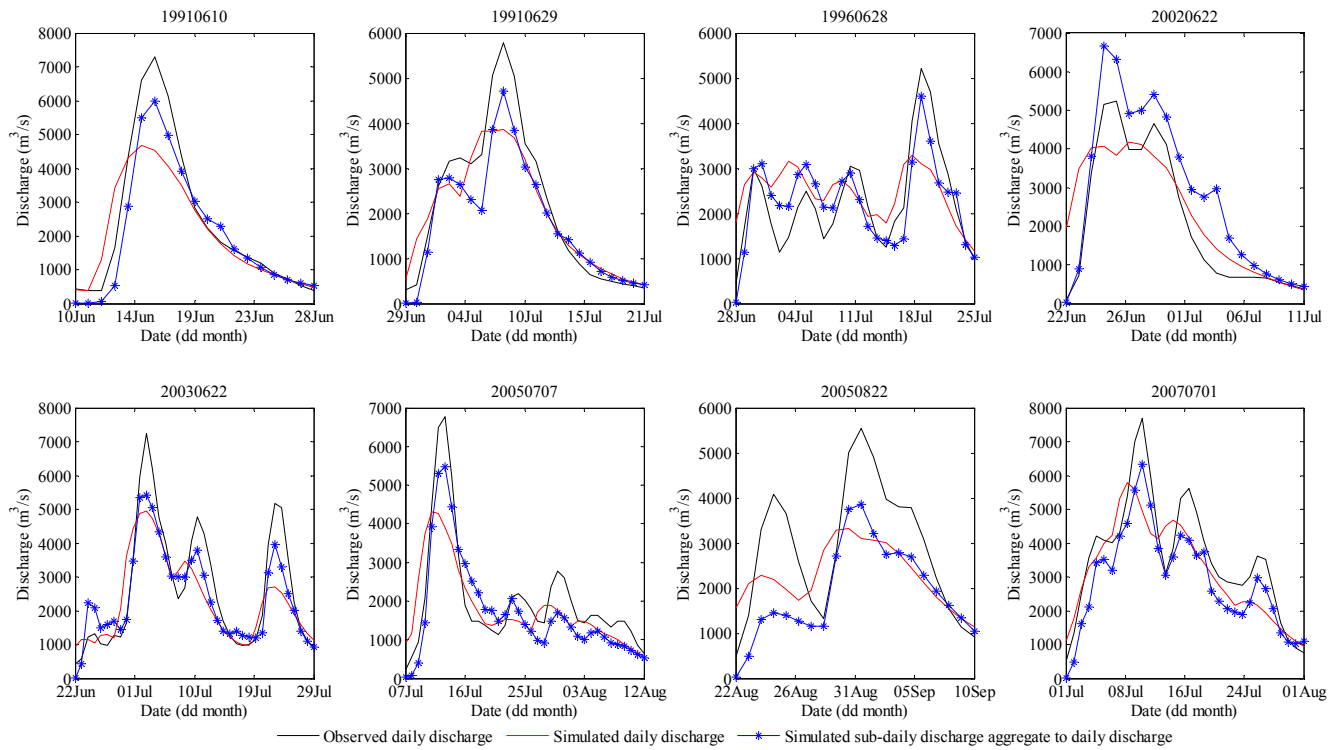 19910610 19910629 19960628 20020622
8000
7000
6000
5000
4000
3000
2000
1000
0
Discharge (m³/s)
10Jun 14Jun 19Jun 23Jun 28Jun
Date (dd month)
6000
5000
4000
3000
2000
1000
0
Discharge (m³/s)
29Jun 04Jul 10Jul 15Jul 21Jul
Date (dd month)
6000
5000
4000
3000
2000
1000
0
Discharge (m³/s)
28Jun 04Jul 11Jul 18Jul 25Jul
Date (dd month)
7000
6000
5000
4000
3000
2000
1000
0
Discharge (m³/s)
22Jun 26Jun 01Jul 06Jul 11Jul
Date (dd month)
20030622 20050707 20050822 20070701
8000
7000
6000
5000
4000
3000
2000
1000
0
Discharge (m³/s)
22Jun 01Jul 10Jul 19Jul 29Jul
Date (dd month)
7000
6000
5000
4000
3000
2000
1000
0
Discharge (m³/s)
07Jul 16Jul 25Jul 03Aug 12Aug
Date (dd month)
6000
5000
4000
3000
2000
1000
0
Discharge (m³/s)
22Aug 26Aug 31Aug 05Sep 10Sep
Date (dd month)
8000
7000
6000
5000
4000
3000
2000
1000
0
Discharge (m³/s)
01Jul 08Jul 16Jul 24Jul 01Aug
Date (dd month)
Observed daily discharge Simulated daily discharge Simulated sub-daily discharge aggregate to daily discharge